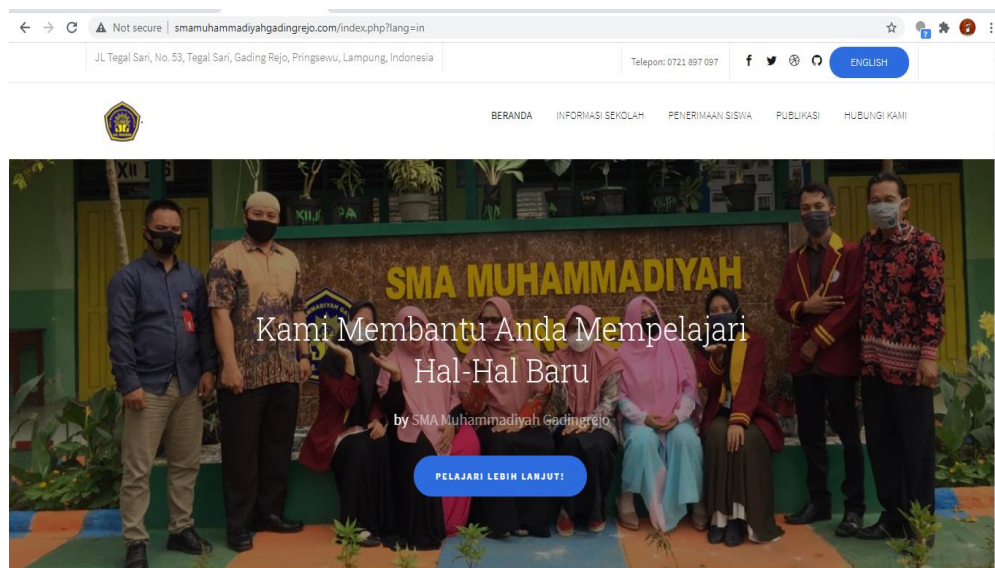 Not secure | smamuhammadiyahgadingrejo.com/index.php?lang=in
JL Tegal Sari, No. 53, Tegal Sari, Gading Rejo, Pringsewu, Lampung, Indonesia
Telepon: 0721 897 097
ENGLISH
BERANDA INFORMASI SEKOLAH PENERIMAAN SISWA PUBLIKASI HUBUNGI KAMI
SMA MUHAMMADIYAH
Kami Membantu Anda Mempelajari
Hal-Hal Baru
by SMA Muhammadiyah Gadingrejo
PELAJARI LEBIH LANJUT!